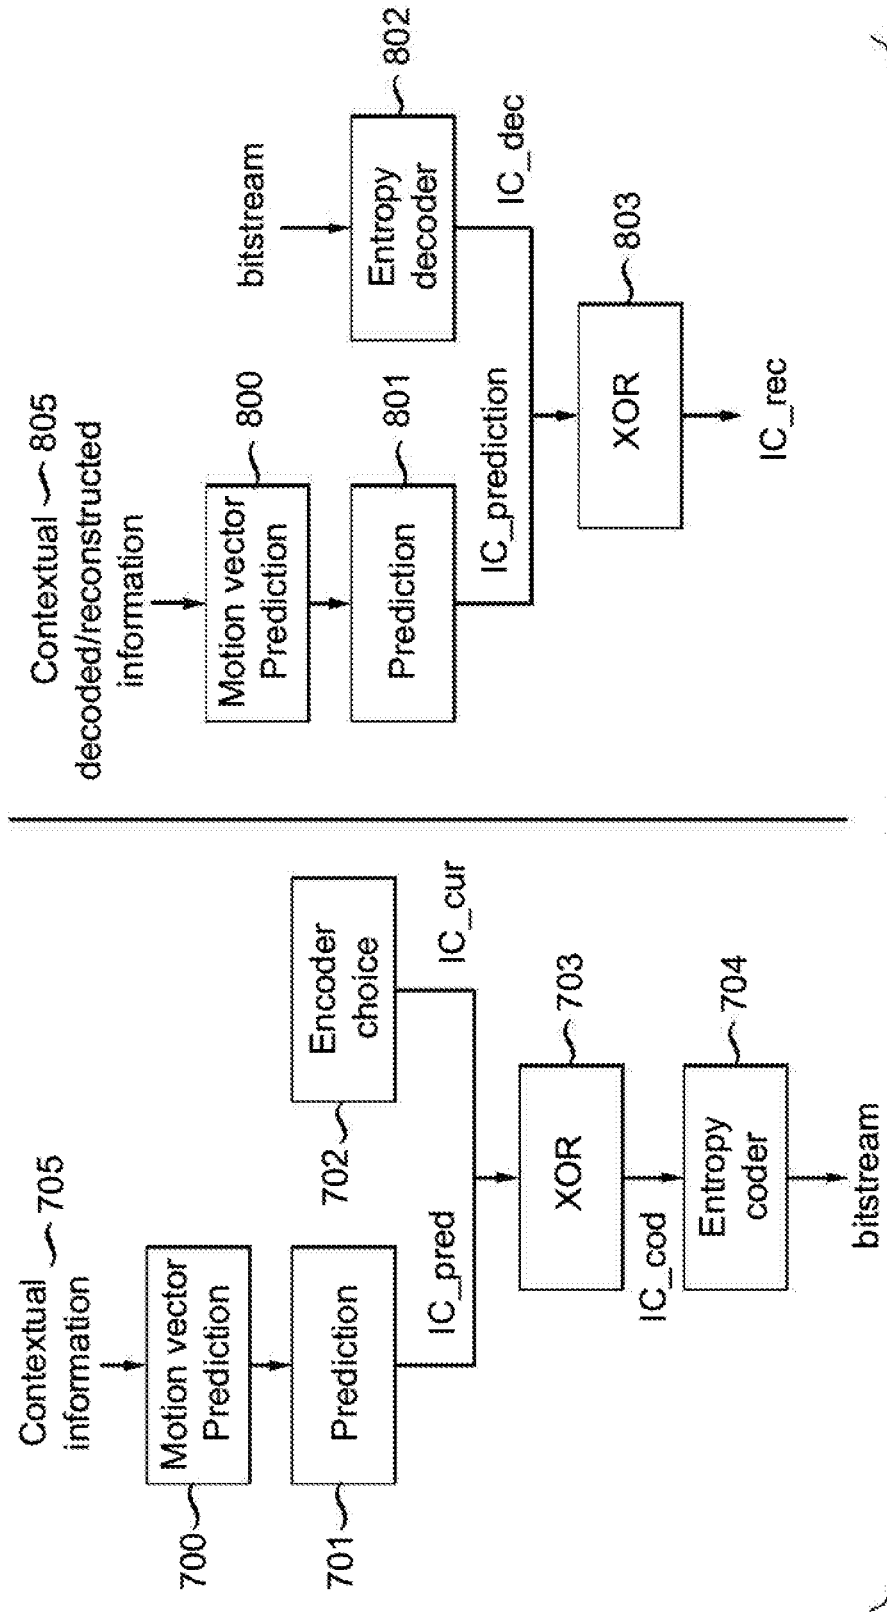 Contextual 705
information
700
Motion vector
Prediction
701
Prediction
702
Encoder
choice
IC_pred
IC_cur
XOR
703
IC_cod
Entropy
coder
704
bitstream
Contextual 805
decoded/reconstructed
information
Motion vector
Prediction
800
bitstream
Prediction
801
Entropy
decoder
802
IC_prediction
IC_dec
XOR
803
IC_rec